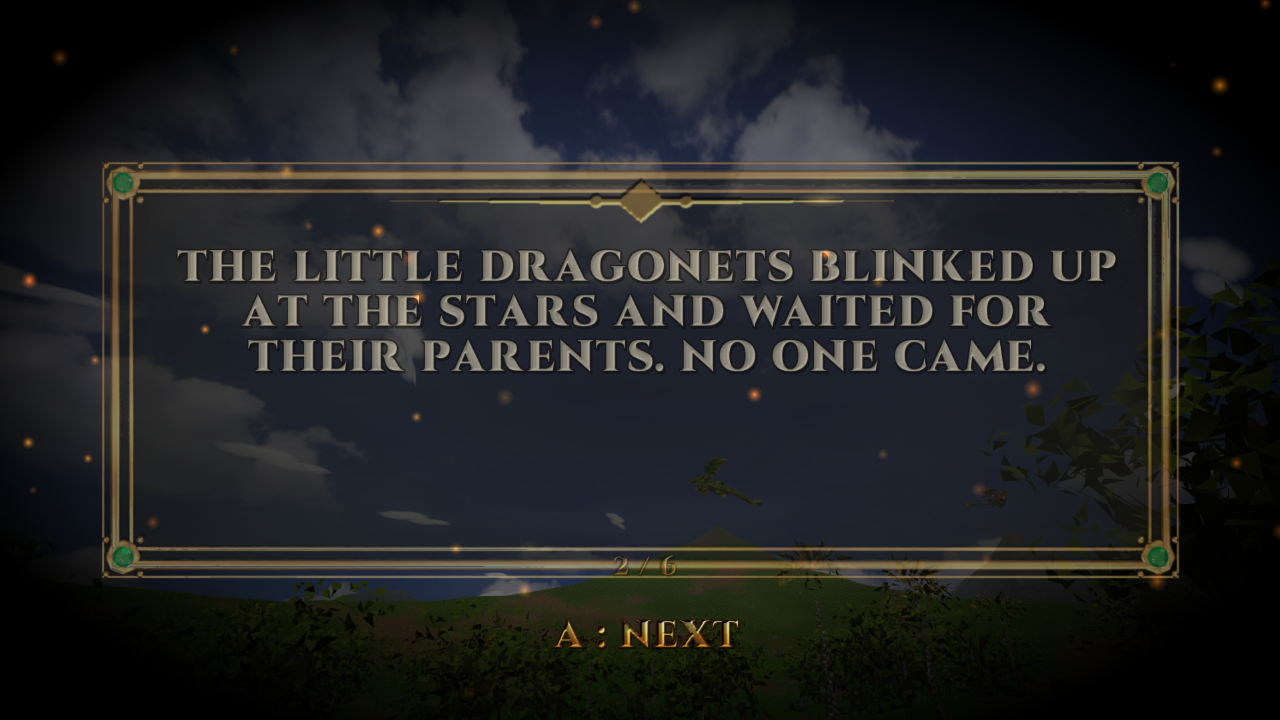 THE LITTLE DRAGONETS BLINKED UP
AT THE STARS AND WAITED FOR
THEIR PARENTS. NO ONE CAME.
2 / 6
A : NEXT